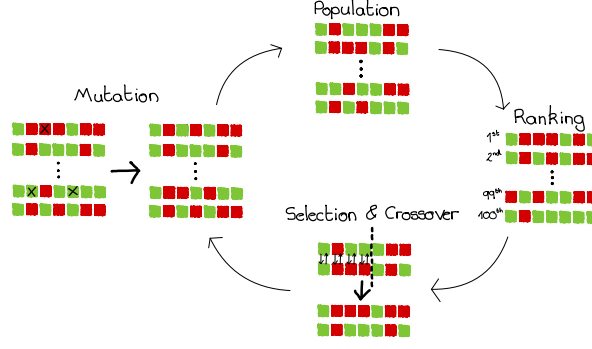 Population
Mutation
Ranking
1st
2nd
99th
100th
Selection & Crossover